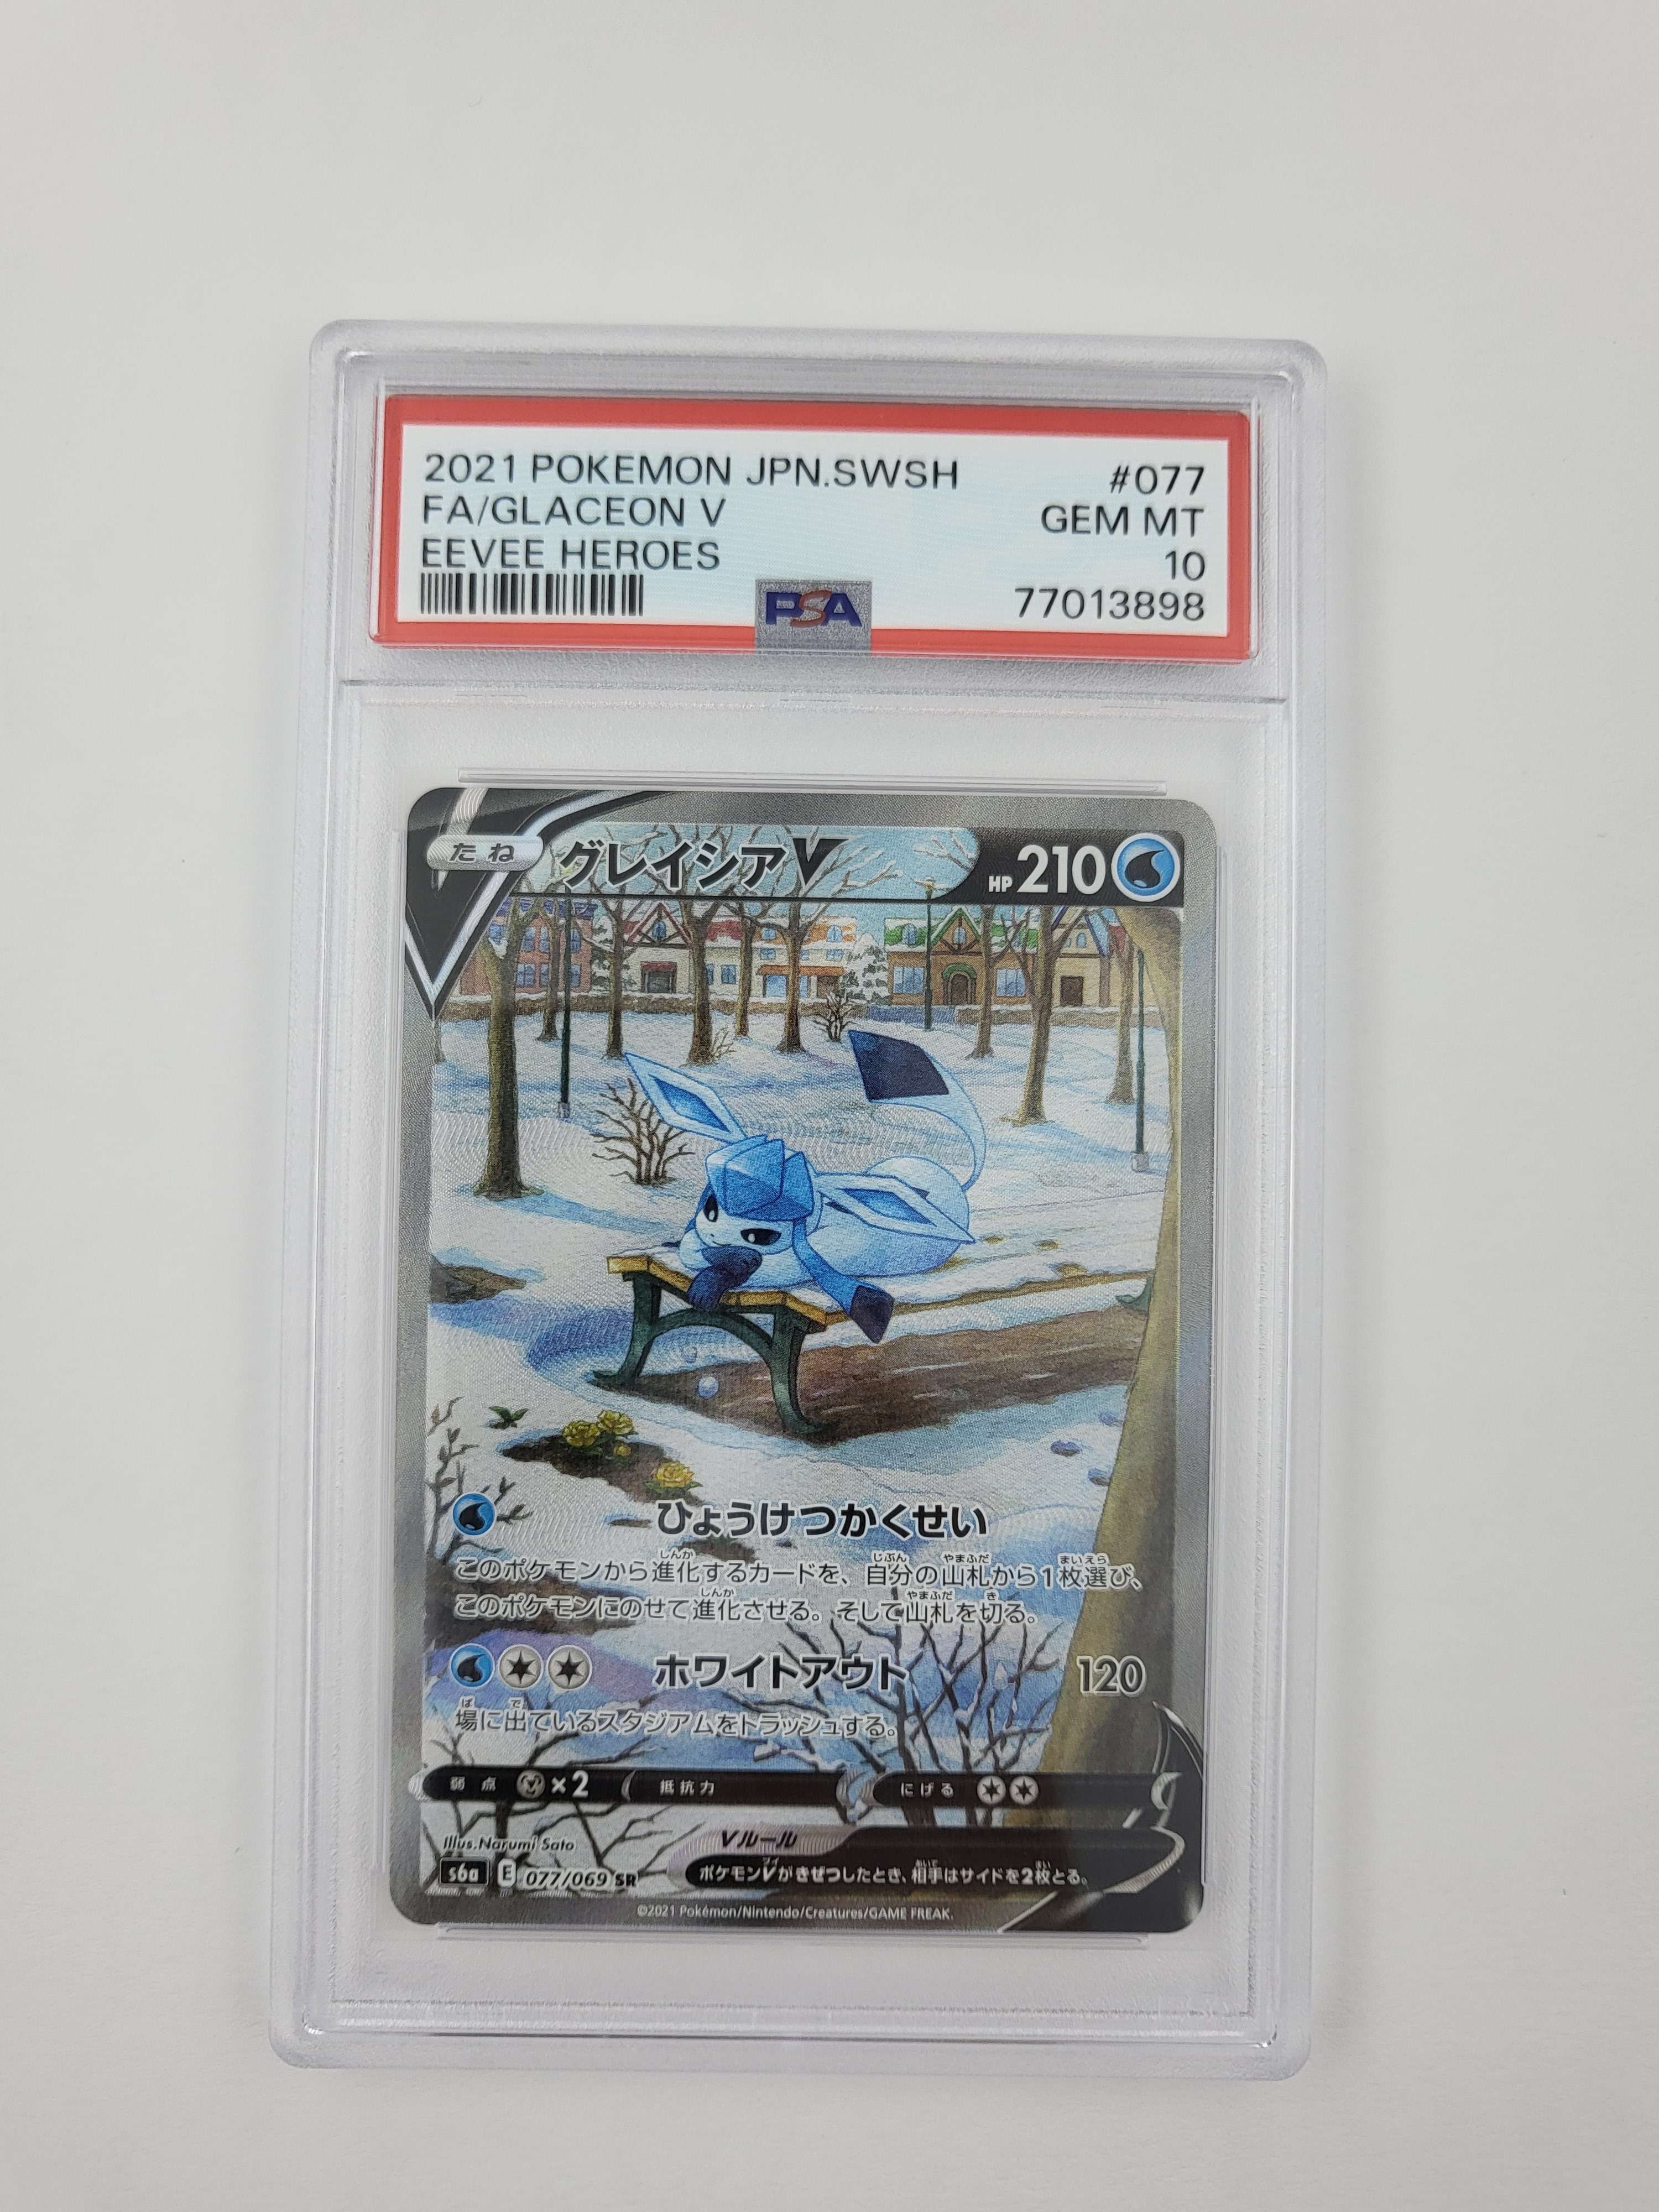 2021 POKEMON JPN.SWSH #077
FA/GLACEON V GEM MT
EEVEE HEROES 10
PSA 77013898
たね グレイシアV HP 210
ひょうけつかくせい
このポケモンから進化するカードを、自分の山札から1枚選び、
このポケモンにのせて進化させる。そして山札を切る。
ホワイトアウト 120
場に出ているスタジアムをトラッシュする。
弱点 ×2 抵抗力 にげる
Illus. Narumi Sato Vルール
s6a E 077/069 SR ポケモンVがきぜつしたとき、相手はサイドを2枚とる。
©2021 Pokémon/Nintendo/Creatures/GAME FREAK.